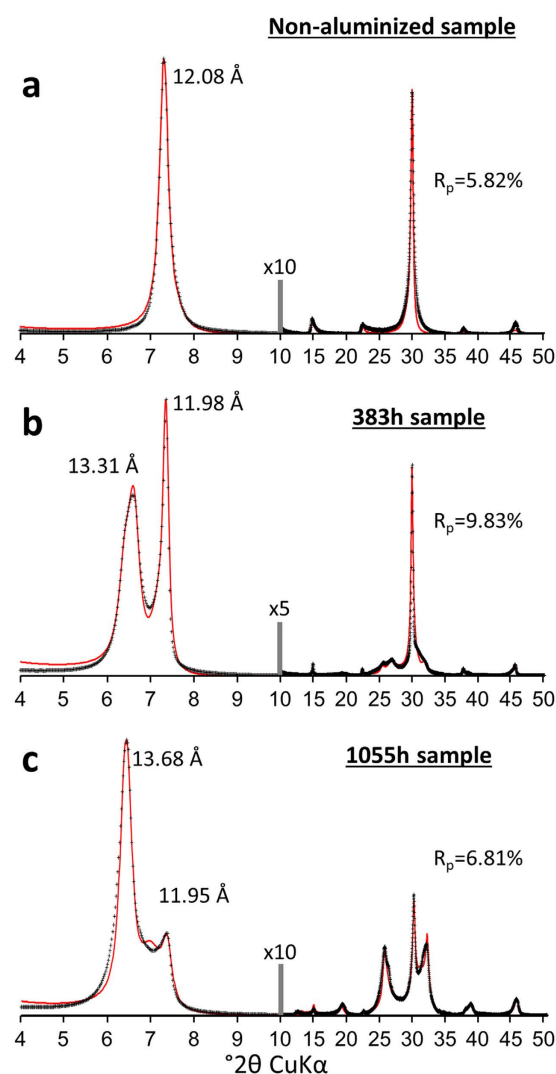 Non-aluminized sample
a
12.08 Å
Rp=5.82%
x10
4 5 6 7 8 9 10 15 20 25 30 35 40 45 50
11.98 Å
b
383h sample
13.31 Å
Rp=9.83%
x5
4 5 6 7 8 9 10 15 20 25 30 35 40 45 50
c
13.68 Å
1055h sample
11.95 Å
Rp=6.81%
x10
4 5 6 7 8 9 10 15 20 25 30 35 40 45 50
°2θ CuKα